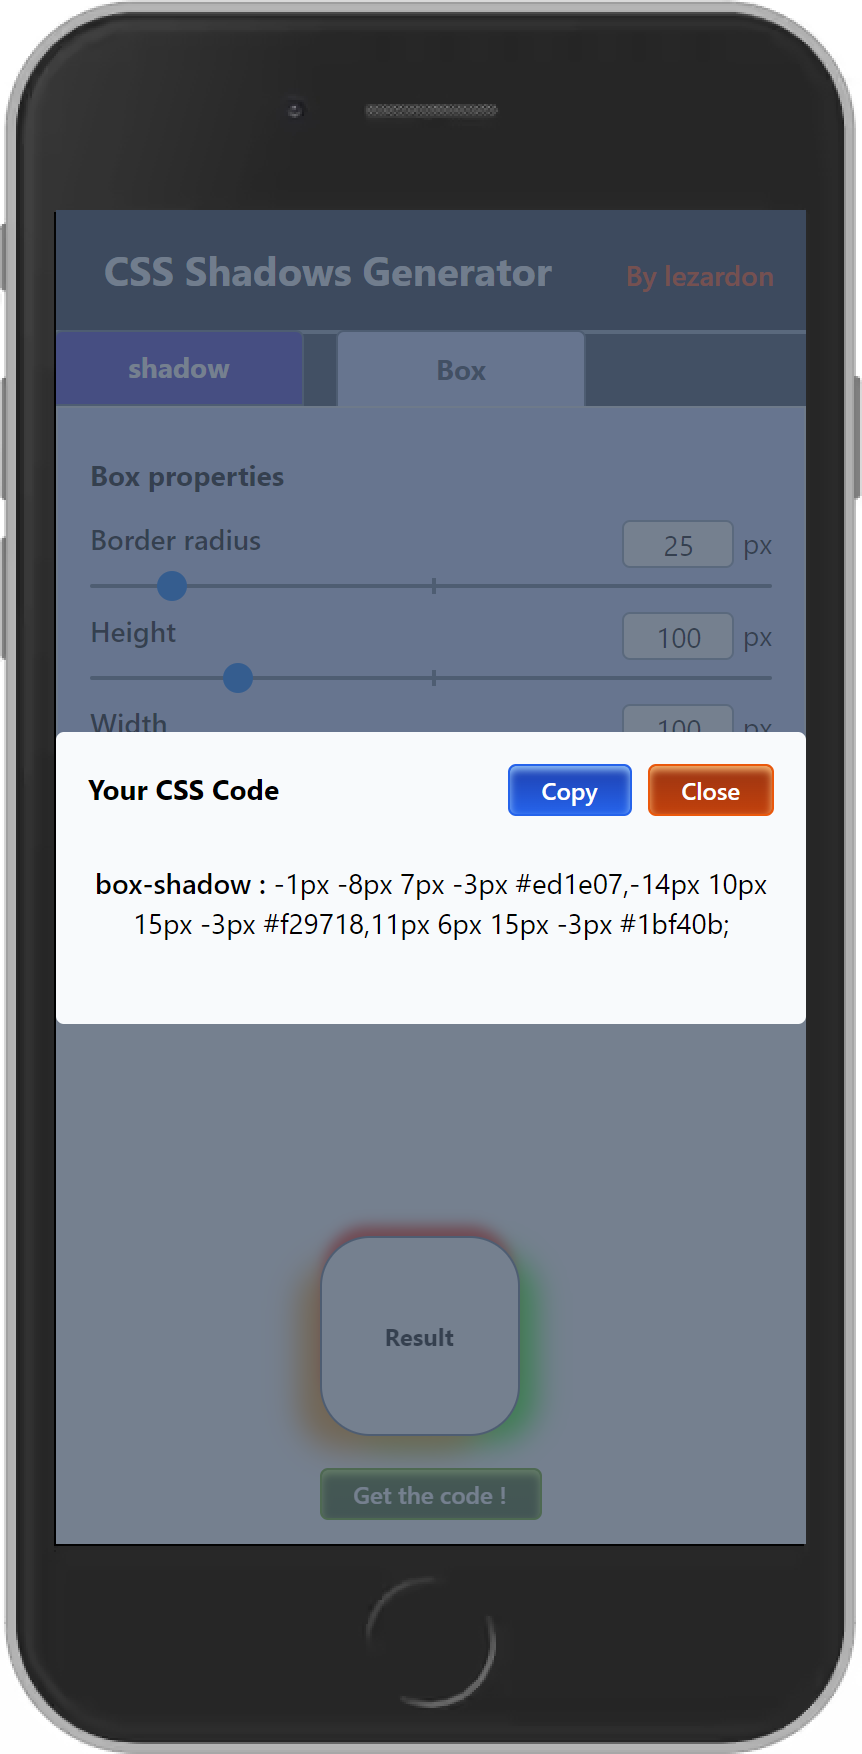 CSS Shadows Generator By lezardon
shadow Box
Box properties
Border radius 25 px
Height 100 px
Width 100 px
Your CSS Code Copy Close
box-shadow : -1px -8px 7px -3px #ed1e07,-14px 10px
15px -3px #f29718,11px 6px 15px -3px #1bf40b;
Result
Get the code !